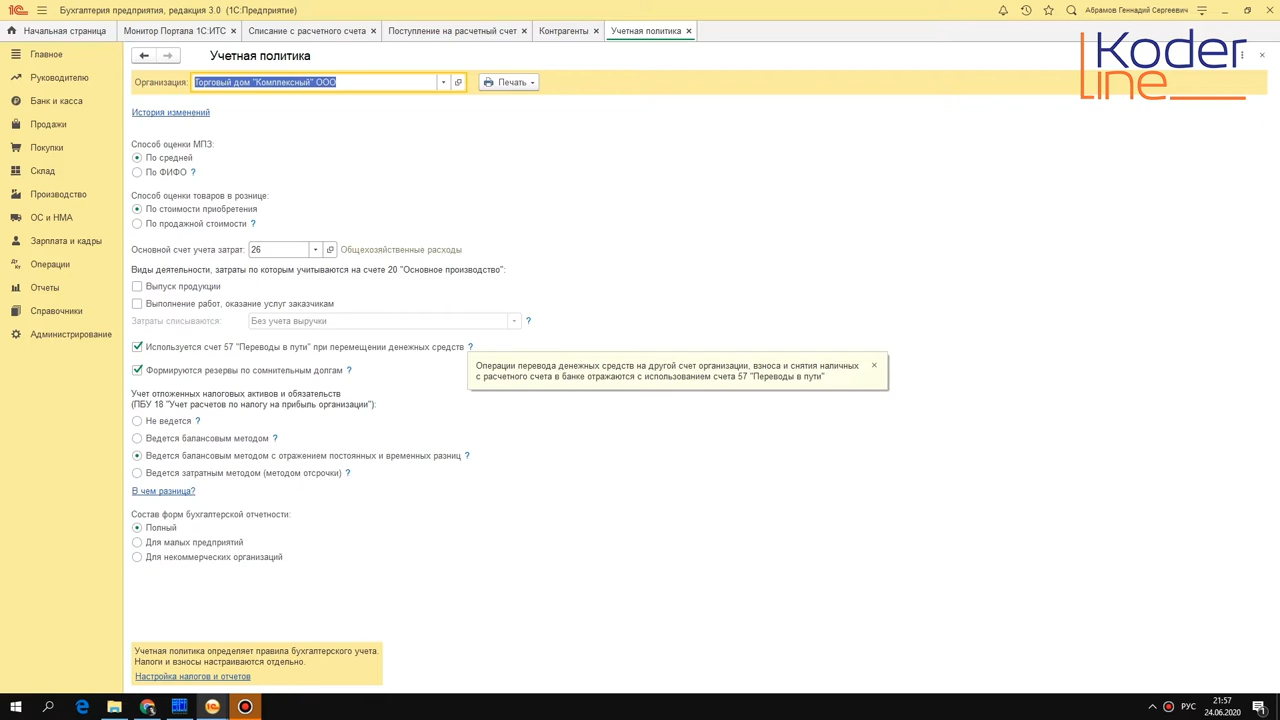 Бухгалтерия предприятия, редакция 3.0 (1С:Предприятие)
Абрамов Геннадий Сергеевич
Начальная страница
Монитор Портала 1С:ИТС
Списание с расчетного счета
Поступление на расчетный счет
Контрагенты
Учетная политика
Koder
line
Главное
Руководителю
Банк и касса
Продажи
Покупки
Склад
Производство
ОС и НМА
Зарплата и кадры
Операции
Отчеты
Справочники
Администрирование
Учетная политика
Организация: Торговый дом "Комплексный" ООО Печать
История изменений
Способ оценки МПЗ:
По средней
По ФИФО ?
Способ оценки товаров в рознице:
По стоимости приобретения
По продажной стоимости ?
Основной счет учета затрат: 26 Общехозяйственные расходы
Виды деятельности, затраты по которым учитываются на счете 20 "Основное производство":
Выпуск продукции
Выполнение работ, оказание услуг заказчикам
Затраты списываются: Без учета выручки ?
Используется счет 57 "Переводы в пути" при перемещении денежных средств ?
Операции перевода денежных средств на другой счет организации, взноса и снятия наличных
с расчетного счета в банке отражаются с использованием счета 57 "Переводы в пути"
Формируются резервы по сомнительным долгам ?
Учет отложенных налоговых активов и обязательств
(ПБУ 18 "Учет расчетов по налогу на прибыль организации"):
Не ведется ?
Ведется балансовым методом ?
Ведется балансовым методом с отражением постоянных и временных разниц ?
Ведется затратным методом (методом отсрочки) ?
В чем разница?
Состав форм бухгалтерской отчетности:
Полный
Для малых предприятий
Для некоммерческих организаций
Учетная политика определяет правила бухгалтерского учета.
Налоги и взносы настраиваются отдельно.
Настройка налогов и отчетов
РУС
21:57
24.06.2020